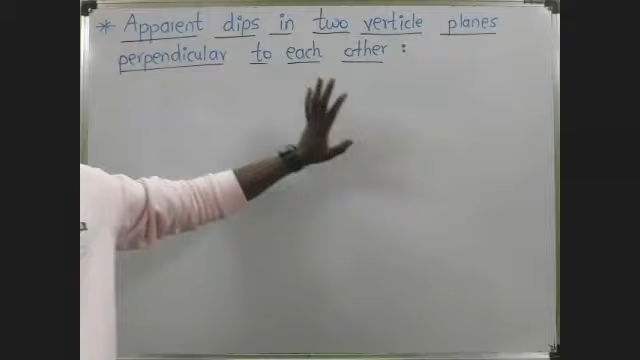 * Apparent dips in two verticle planes
perpendicular to each other :